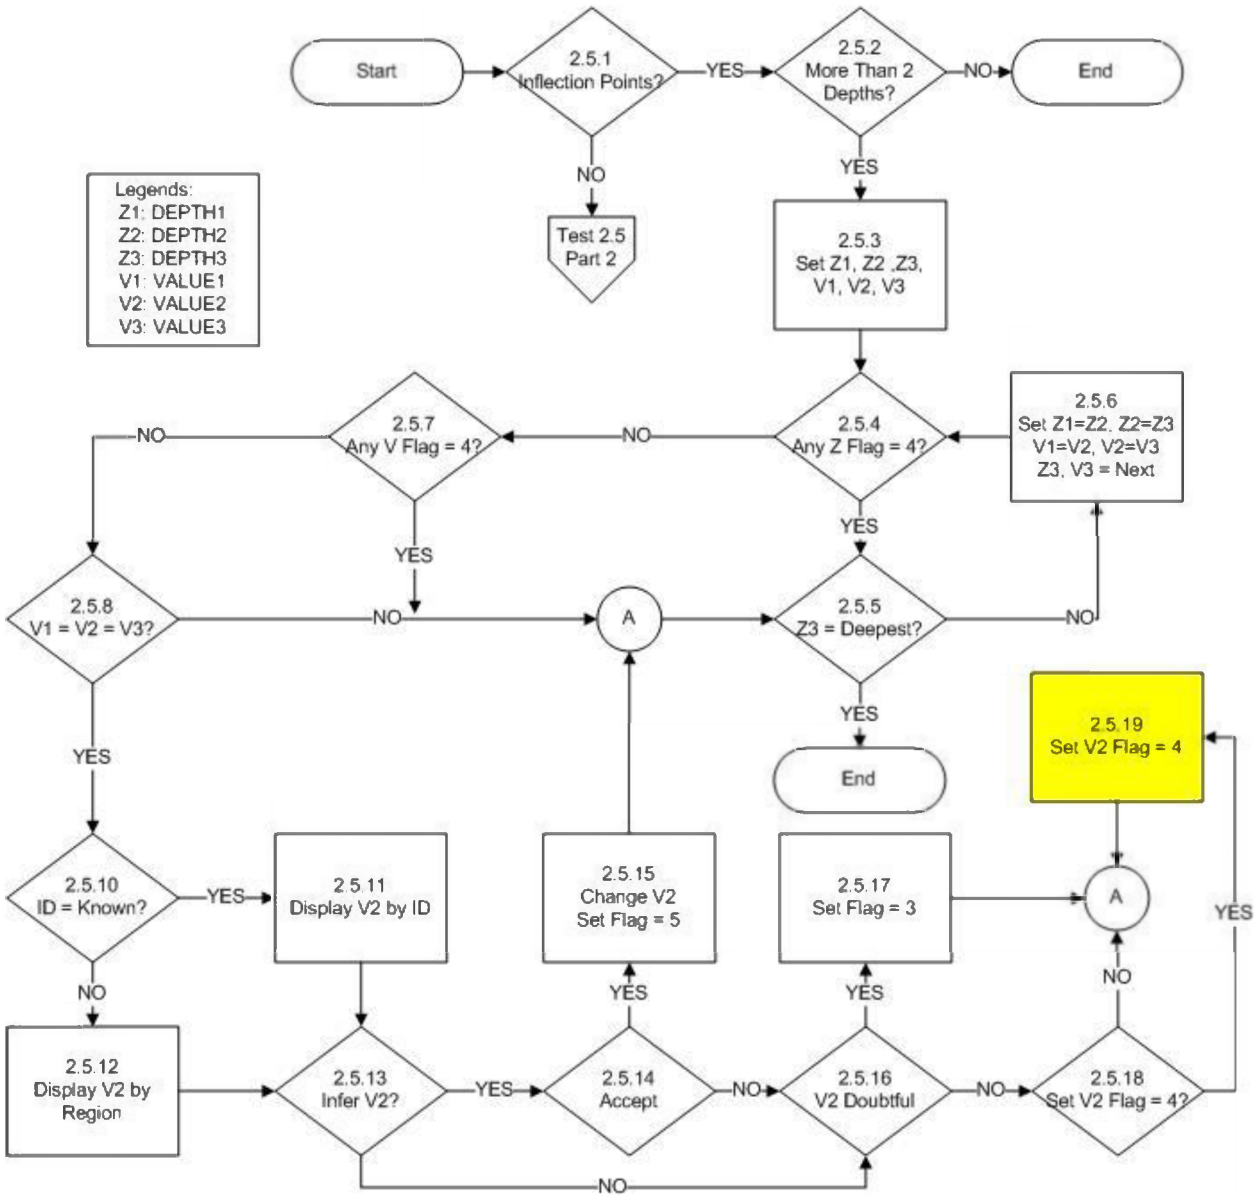 Start
2.5.1
Inflection Points?
YES
2.5.2
More Than 2
Depths?
NO
End
NO
YES
Test 2.5
Part 2
Legends:
Z1: DEPTH1
Z2: DEPTH2
Z3: DEPTH3
V1: VALUE1
V2: VALUE2
V3: VALUE3
2.5.3
Set Z1, Z2 ,Z3,
V1, V2, V3
NO
2.5.7
Any V Flag = 4?
NO
2.5.4
Any Z Flag = 4?
2.5.6
Set Z1=Z2, Z2=Z3
V1=V2, V2=V3
Z3, V3 = Next
YES
YES
2.5.8
V1 = V2 = V3?
NO
A
2.5.5
Z3 = Deepest?
NO
YES
YES
End
2.5.19
Set V2 Flag = 4
2.5.10
ID = Known?
YES
2.5.11
Display V2 by ID
2.5.15
Change V2
Set Flag = 5
2.5.17
Set Flag = 3
A
YES
NO
YES
YES
NO
2.5.12
Display V2 by
Region
2.5.13
Infer V2?
YES
2.5.14
Accept
NO
2.5.16
V2 Doubtful
NO
2.5.18
Set V2 Flag = 4?
NO